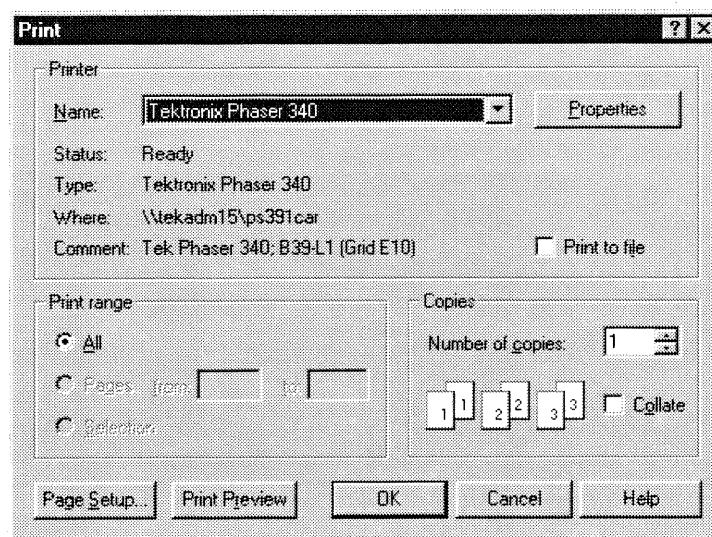 Print
Printer
Name: Tektronix Phaser 340 Properties
Status: Ready
Type: Tektronix Phaser 340
Where: \\tekadm15\ps391car
Comment: Tek Phaser 340; B39-L1 (Grid E10) Print to file
Print range
All
Pages from: to:
Selection
Copies
Number of copies: 1
1 1 2 2 3 3 Collate
Page Setup... Print Preview OK Cancel Help